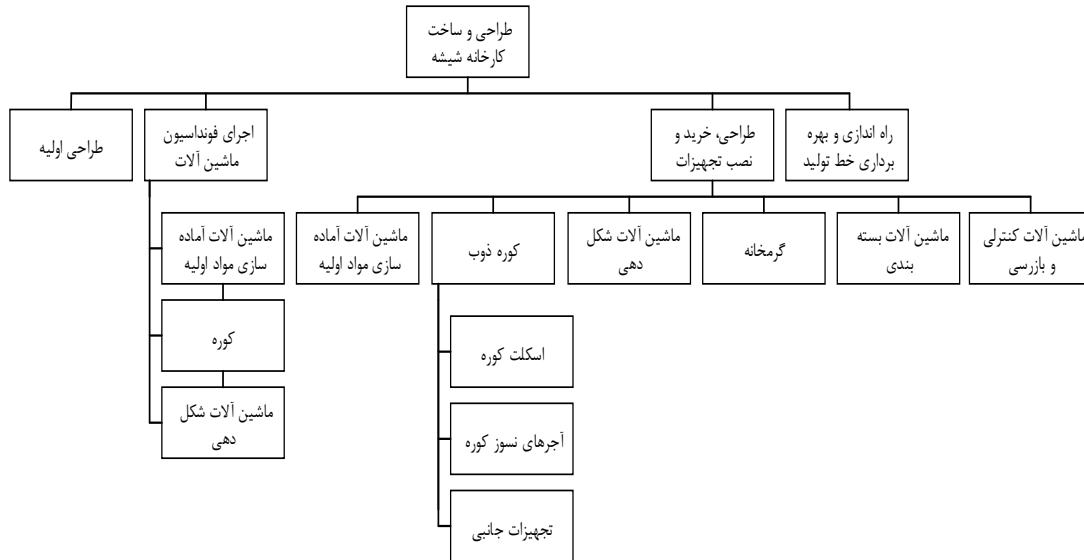 طراحی و ساخت
کارخانه شیشه
راه اندازی و بهره
برداری خط تولید
طراحی، خرید و
نصب تجهیزات
اجرای فونداسیون
ماشین آلات
طراحی اولیه
ماشین آلات کنترلی
و بازرسی
ماشین آلات بسته
بندی
گرمخانه
ماشین آلات شکل
دهی
کوره ذوب
ماشین آلات آماده
سازی مواد اولیه
ماشین آلات آماده
سازی مواد اولیه
کوره
ماشین آلات شکل
دهی
اسکلت کوره
آجرهای نسوز کوره
تجهیزات جانبی